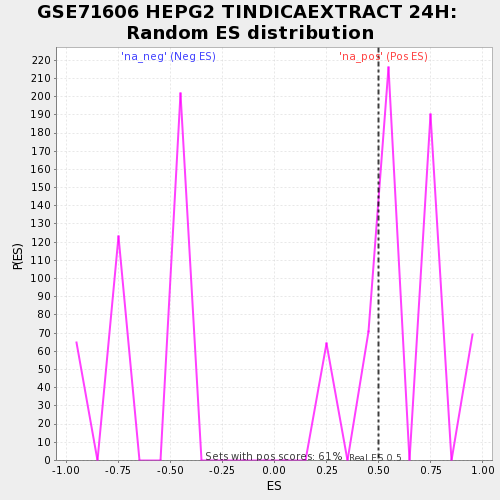 GSE71606 HEPG2 TINDICAEXTRACT 24H:
Random ES distribution
'na_neg' (Neg ES)
'na_pos' (Pos ES)
220
210
200
190
180
170
160
150
140
130
120
110
100
90
80
70
60
50
40
30
20
10
0
P(ES)
Sets with pos scores: 61%
Real ES 0.5
-1.00 -0.75 -0.50 -0.25 0.00 0.25 0.50 0.75 1.00
ES